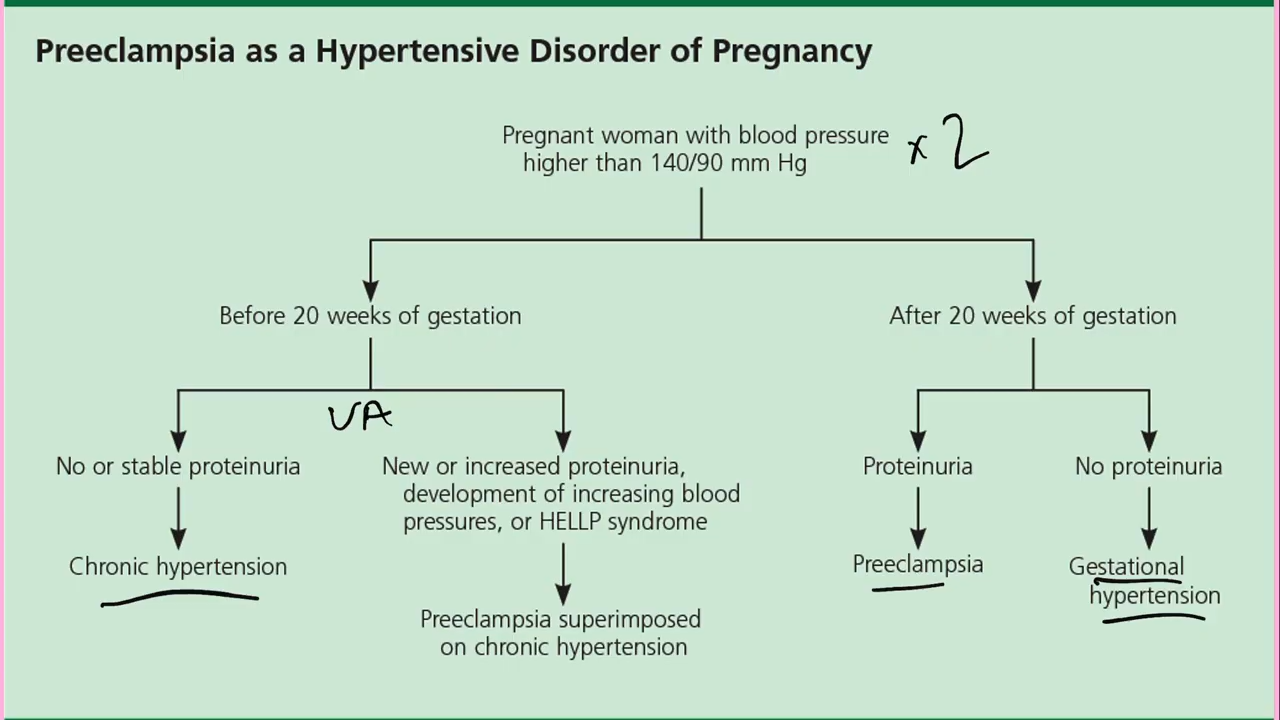 Preeclampsia as a Hypertensive Disorder of Pregnancy
Pregnant woman with blood pressure
higher than 140/90 mm Hg
x2
Before 20 weeks of gestation
After 20 weeks of gestation
UA
No or stable proteinuria
New or increased proteinuria,
development of increasing blood
pressures, or HELLP syndrome
Proteinuria
No proteinuria
Chronic hypertension
Preeclampsia superimposed
on chronic hypertension
Preeclampsia
Gestational
hypertension